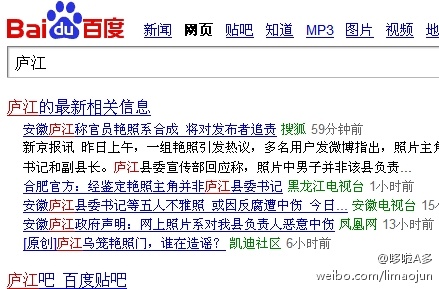 Bai du 百度
新闻 网页 贴吧 知道 MP3 图片 视频 地
庐江
庐江的最新相关信息
安徽庐江称官员艳照系合成 将对发布者追责 搜狐 59分钟前
新京报讯 昨日上午，一组艳照引发热议，多名用户发微博指出，照片主角
书记和副县长。庐江县委宣传部回应称，照片中男子并非该县负责...
合肥官方：经鉴定艳照主角并非庐江县委书记 黑龙江电视台 1小时前
安徽庐江县委书记等五人不雅照 或因反腐遭中伤 今日... 安徽电视台 15小
安徽庐江政府声明：网上照片系对我县负责人恶意中伤 凤凰网 13小时前
[原创]庐江乌笼艳照门，谁在造谣？ 凯迪社区 6小时前
庐江吧_百度贴吧
@哆啦A多
weibo.com/limaojun